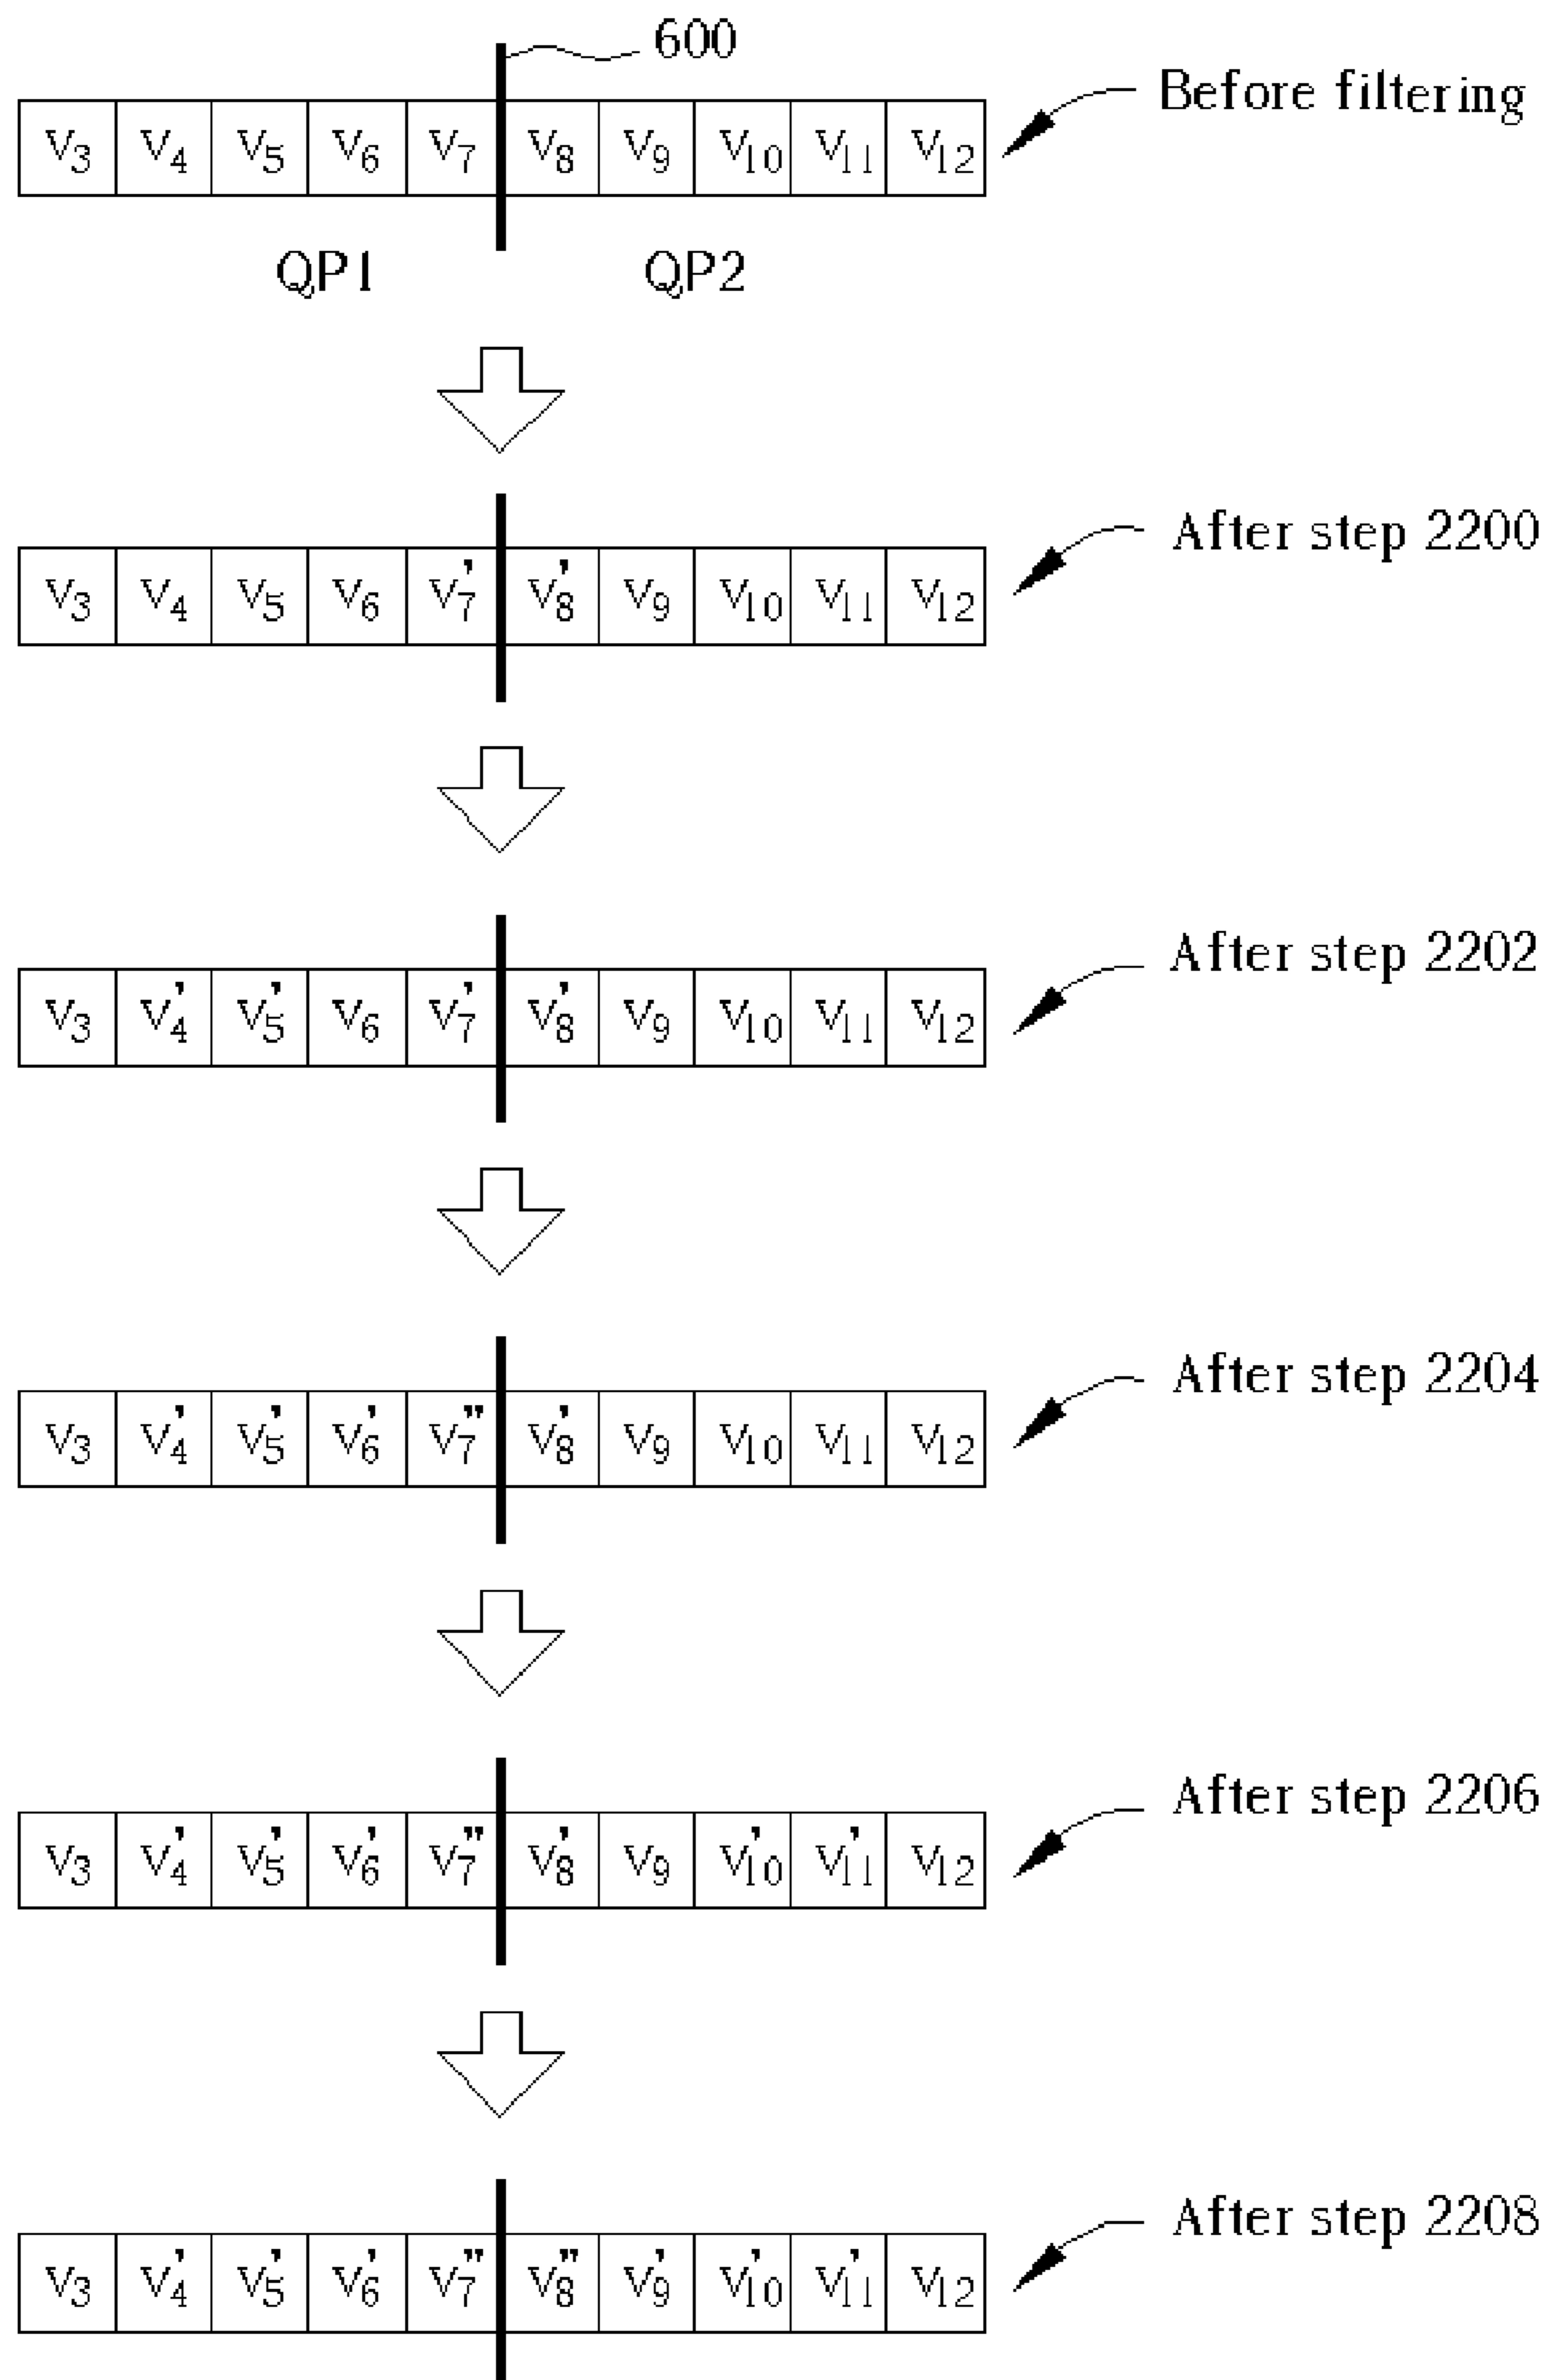 600
Before filtering
V3 V4 V5 V6 V7 V8 V9 V10 V11 V12
QP1 QP2
After step 2200
V3 V4 V5 V6 V7' V8' V9 V10 V11 V12
After step 2202
V3 V4' V5' V6 V7' V8' V9 V10 V11 V12
After step 2204
V3 V4' V5' V6' V7" V8' V9 V10 V11 V12
After step 2206
V3 V4' V5' V6' V7" V8' V9 V10' V11' V12
After step 2208
V3 V4' V5' V6' V7" V8" V9' V10' V11' V12